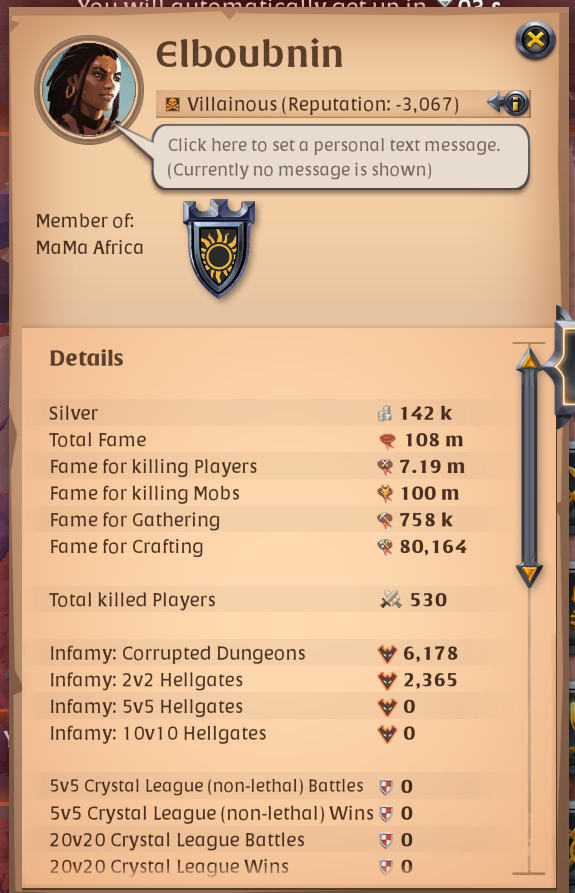 You will automatically get up in 03 s
Elboubnin
Villainous (Reputation: -3,067)
Click here to set a personal text message.
(Currently no message is shown)
Member of:
MaMa Africa
Details
Silver 142 k
Total Fame 108 m
Fame for killing Players 7.19 m
Fame for killing Mobs 100 m
Fame for Gathering 758 k
Fame for Crafting 80,164
Total killed Players 530
Infamy: Corrupted Dungeons 6,178
Infamy: 2v2 Hellgates 2,365
Infamy: 5v5 Hellgates 0
Infamy: 10v10 Hellgates 0
5v5 Crystal League (non-lethal) Battles 0
5v5 Crystal League (non-lethal) Wins 0
20v20 Crystal League Battles 0
20v20 Crystal League Wins 0